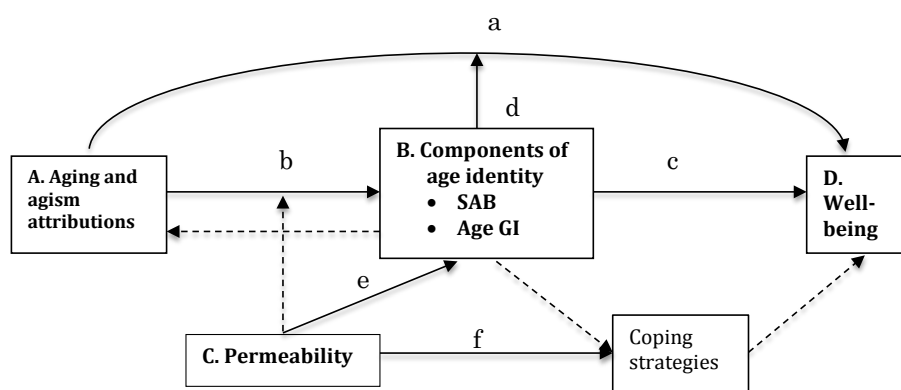 a
d
b
c
A. Aging and
agism
attributions
B. Components of
age identity
• SAB
• Age GI
D.
Well-
being
e
f
C. Permeability
Coping
strategies